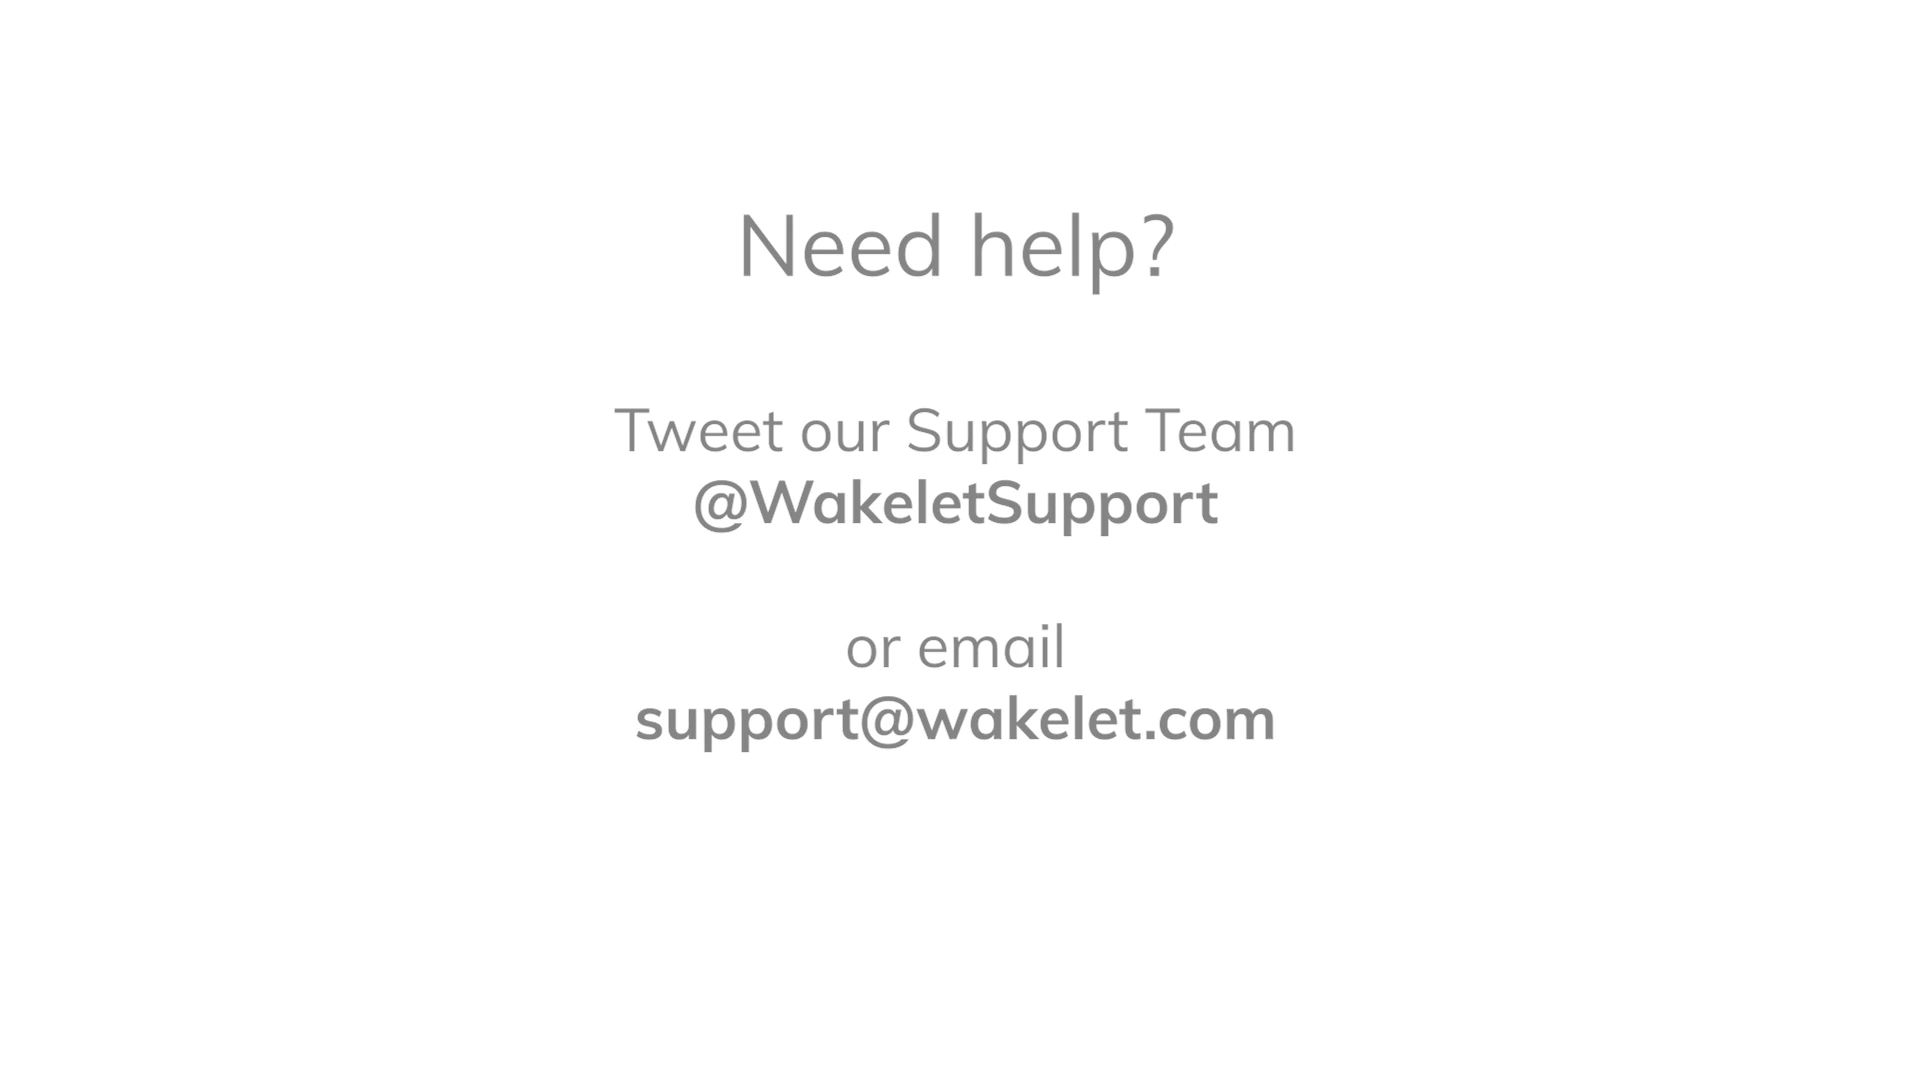 Need help?
Tweet our Support Team
@WakeletSupport
or email
support@wakelet.com